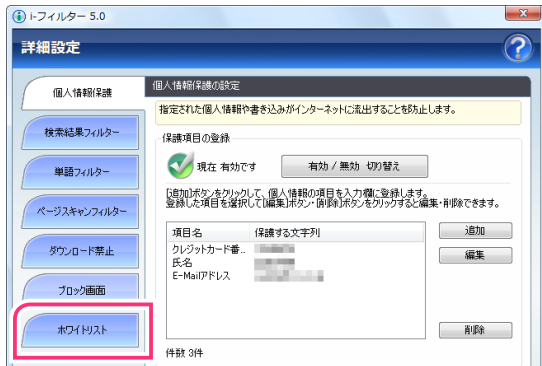 i-フィルター 5.0
詳細設定
個人情報保護
検索結果フィルター
単語フィルター
ページスキャンフィルター
ダウンロード禁止
ブロック画面
ホワイトリスト
個人情報保護の設定
指定された個人情報や書き込みがインターネットに流出することを防止します。
保護項目の登録
現在 有効です
有効 / 無効 切り替え
[追加]ボタンをクリックして、個人情報の項目を入力欄に登録します。
登録した項目を選択して[編集]ボタン・[削除]ボタンをクリックすると編集・削除できます。
項目名 保護する文字列
クレジットカード番...
氏名
E-Mailアドレス
追加
編集
削除
件数 3件